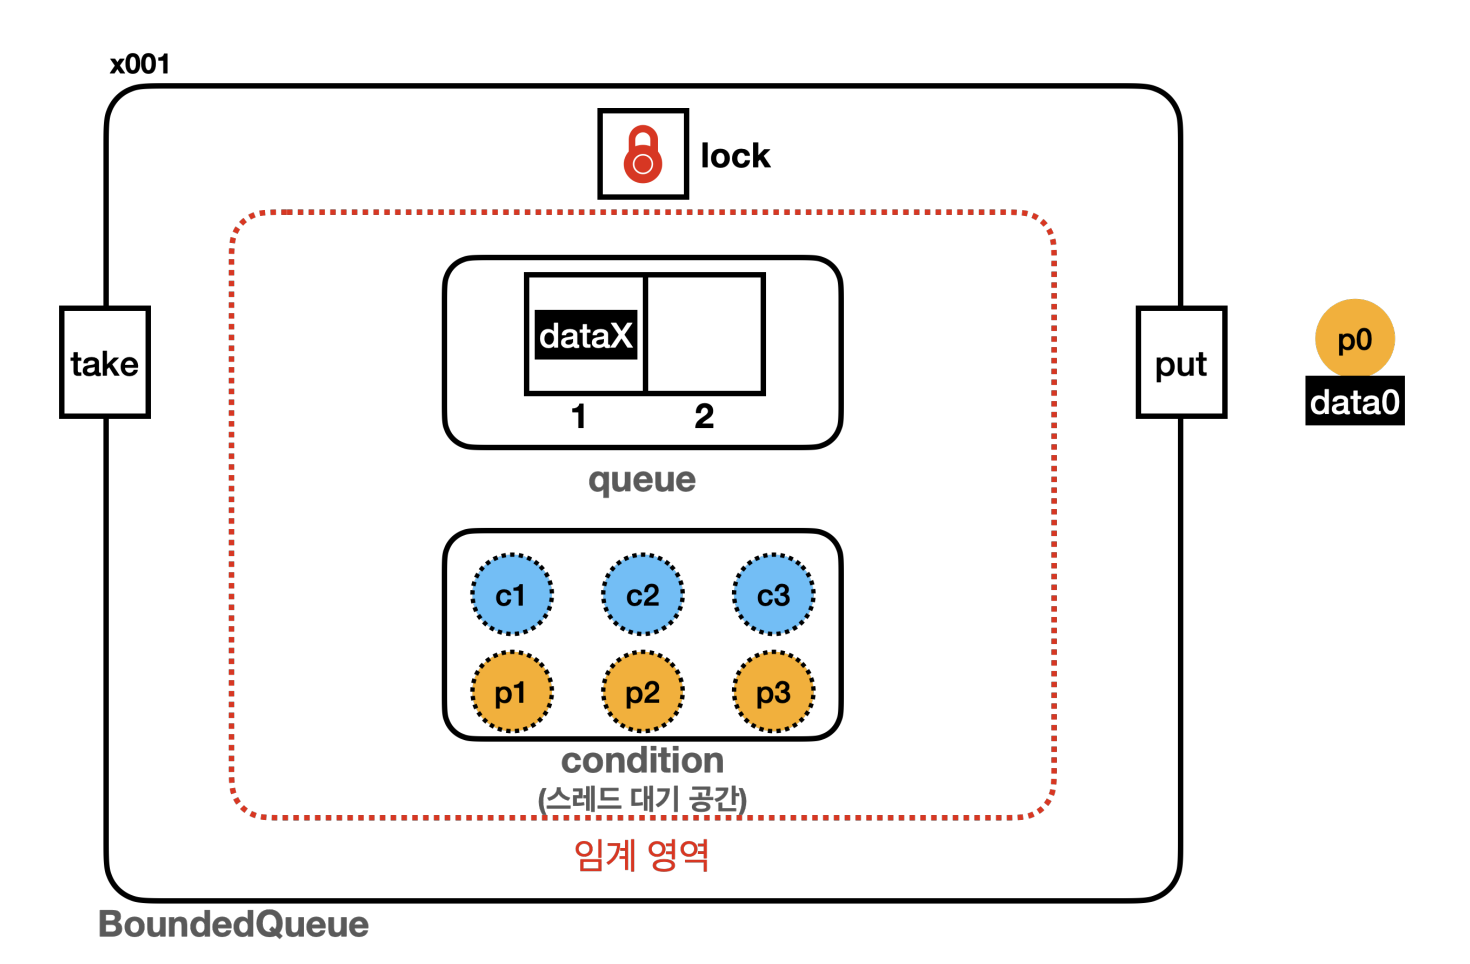 x001
lock
dataX
1 2
queue
take
put
p0
data0
c1 c2 c3
p1 p2 p3
condition
(스레드 대기 공간)
임계 영역
BoundedQueue